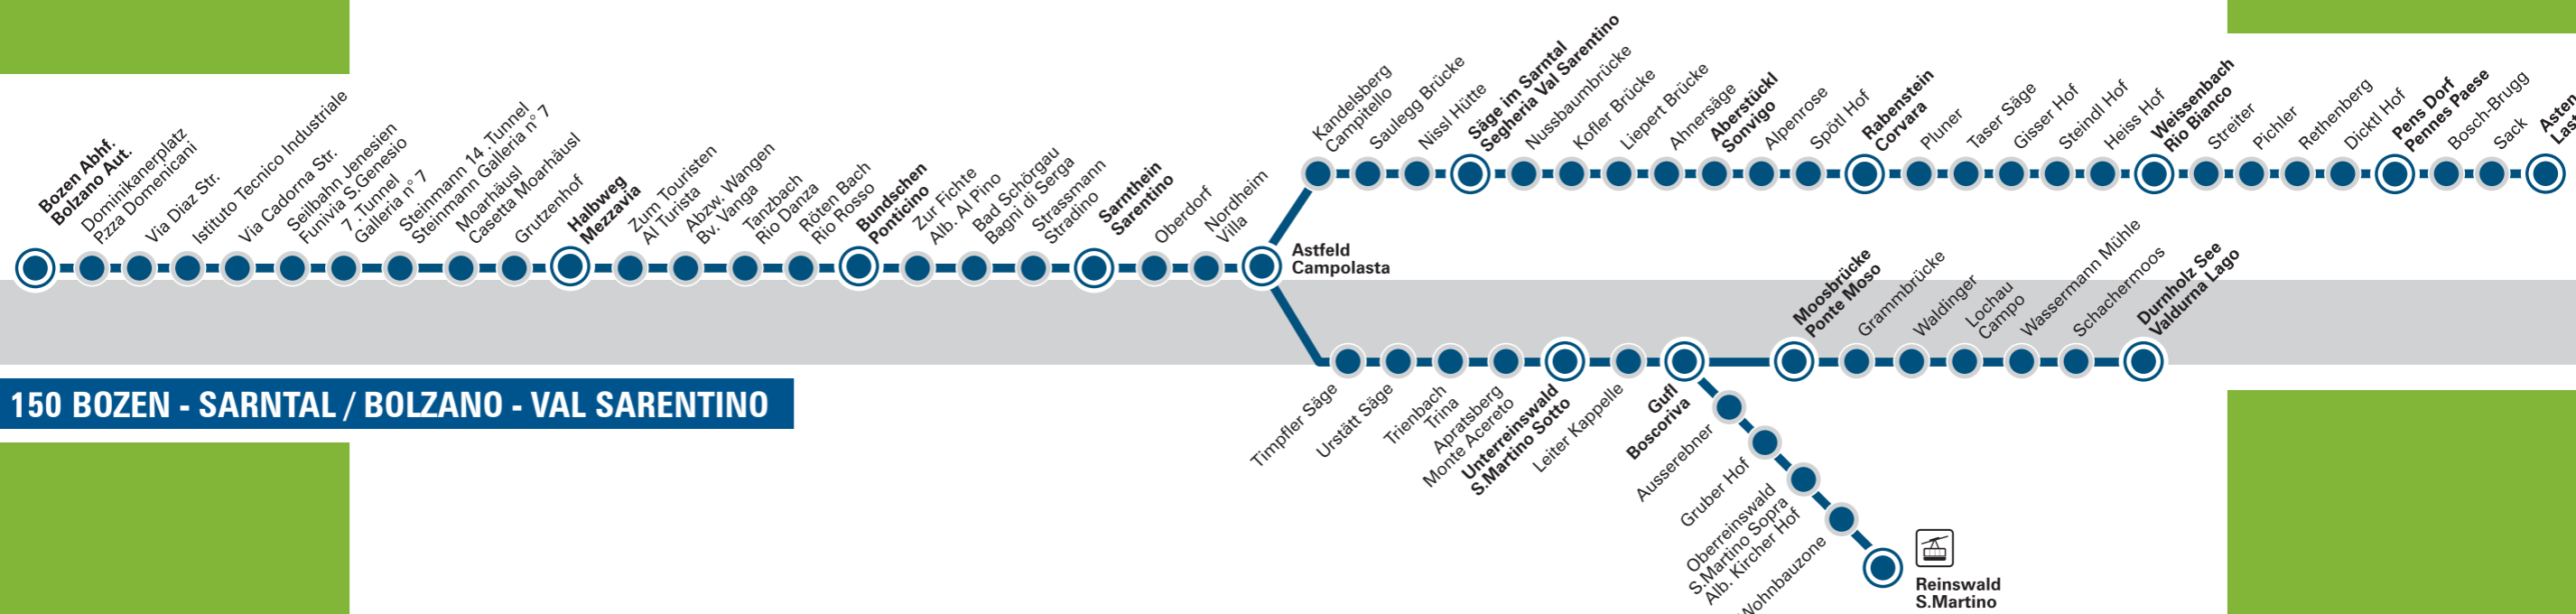 Bozen Abhf.
Bolzano Aut.
Dominikanerplatz
P.zza Domenicani
Via Diaz Str.
Istituto Tecnico Industriale
Via Cadorna Str.
Seilbahn Jenesien
Funivia S.Genesio
7. Tunnel
Galleria n° 7
Steinmann 14 . Tunnel
Steinmann Galleria n° 7
Moarhäusl
Casetta Moarhäusl
Grutzenhof
Halbweg
Mezzavia
Zum Touristen
Al Turista
Abzw. Wangen
Bv. Vanga
Tanzbach
Rio Danza
Röten Bach
Rio Rosso
Bundschen
Ponticino
Zur Fichte
Alb. Al Pino
Bad Schörgau
Bagni di Serga
Strassmann
Stradino
Sarnthein
Sarentino
Oberdorf
Nordheim
Villa
Astfeld
Campolasta
Kandelsberg
Campitello
Saulegg Brücke
Nissl Hütte
Säge im Sarntal
Segheria Val Sarentino
Nussbaumbrücke
Kofler Brücke
Liepert Brücke
Ahnersäge
Aberstückl
Sonvigo
Alpenrose
Spötl Hof
Rabenstein
Corvara
Pluner
Taser Säge
Gisser Hof
Steindl Hof
Heiss Hof
Weissenbach
Rio Bianco
Streiter
Pichler
Rethenberg
Dicktl Hof
Pens Dorf
Pennes Paese
Bosch-Brugg
Sack
Asten
Last
Timpfler Säge
Urstätt Säge
Trienbach
Trina
Apratsberg
Monte Acereto
Unterreinswald
S.Martino Sotto
Leiter Kappelle
Gufl
Boscoriva
Moosbrücke
Ponte Moso
Grammbrücke
Waldinger
Lochau
Campo
Wassermann Mühle
Schachermoos
Durnholz See
Valdurna Lago
Ausserebner
Gruber Hof
Oberreinswald
S.Martino Sopra
Alb. Kircher Hof
Wohnbauzone
Reinswald
S.Martino
150 BOZEN - SARNTAL / BOLZANO - VAL SARENTINO